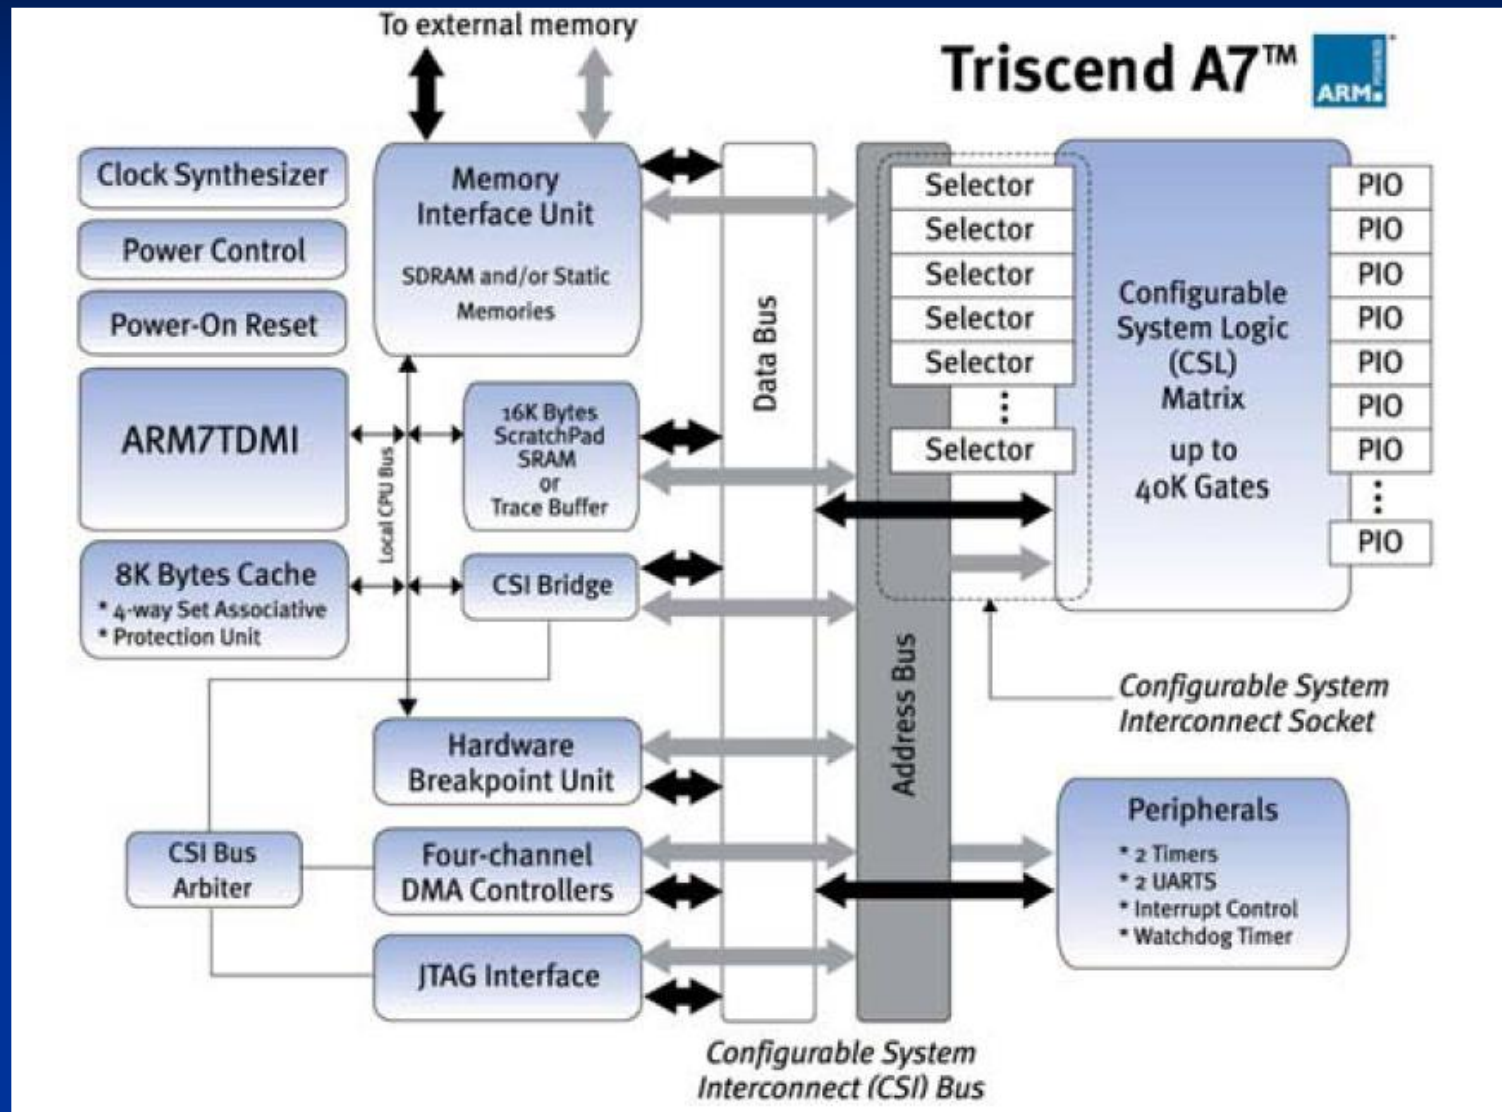 To external memory
Triscend A7™
ARM POWERED
Clock Synthesizer
Power Control
Power-On Reset
ARM7TDMI
8K Bytes Cache
* 4-way Set Associative
* Protection Unit
Memory
Interface Unit
SDRAM and/or Static
Memories
Local CPU Bus
16K Bytes
ScratchPad
SRAM
or
Trace Buffer
CSI Bridge
Hardware
Breakpoint Unit
CSI Bus
Arbiter
Four-channel
DMA Controllers
JTAG Interface
Data Bus
Address Bus
Selector
Selector
Selector
Selector
Selector
Selector
Configurable
System Logic
(CSL)
Matrix
up to
40K Gates
PIO
PIO
PIO
PIO
PIO
PIO
PIO
PIO
Configurable System
Interconnect Socket
Peripherals
* 2 Timers
* 2 UARTS
* Interrupt Control
* Watchdog Timer
Configurable System
Interconnect (CSI) Bus